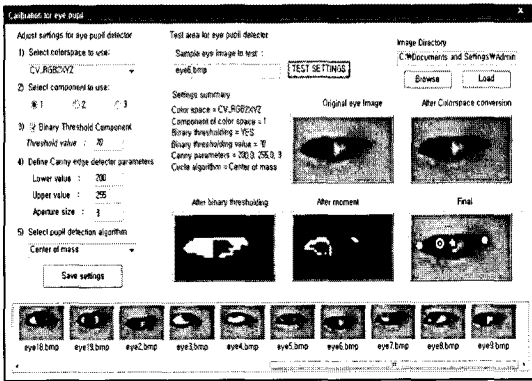 Calibration for eye pupil
x
Adjust settings for eye pupil detector
1) Select colorspace to use:
CV_RGB2XYZ
2) Select component to use:
1 2 3
3) Binary Threshold Component
Threshold value : 70
4) Define Canny edge detector parameters
Lower value : 200
Upper value : 255
Aperture size : 3
5) Select pupil detection algorithm
Center of mass
Save settings
Test area for eye pupil detector
Sample eye image to test :
eye6.bmp
TEST SETTINGS
Settings summary
Color space = CV_RGB2XYZ
Component of color space = 1
Binary thresholding = YES
Binary thresholding value = 70
Canny parameters = 200,0, 255,0, 3
Circle algorithm = Center of mass
Image Directory
C:\Documents and Settings\Admin
Browse
Load
Original eye Image
After Colorspace conversion
After binary thresholding
After moment
Final
eye18.bmp eye19.bmp eye2.bmp eye3.bmp eye4.bmp eye5.bmp eye6.bmp eye7.bmp eye8.bmp eye9.bmp